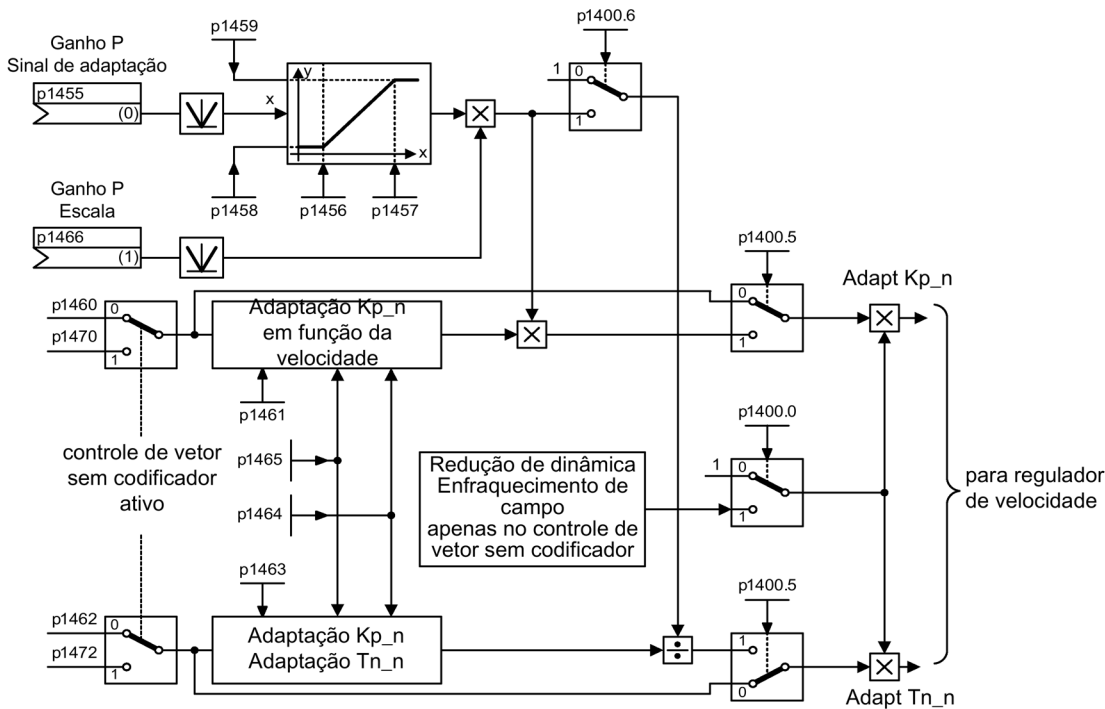 p1459
p1400.6
Ganho P
Sinal de adaptação
p1455
(0)
x
y
x
1
0
1
p1458
p1456
p1457
Ganho P
Escala
p1466
(1)
p1400.5
Adapt Kp_n
p1460
0
p1470
1
Adaptação Kp_n
em função da
velocidade
0
1
p1461
controle de vetor
sem codificador
ativo
p1465
p1464
p1463
Redução de dinâmica
Enfraquecimento de
campo
apenas no controle de
vetor sem codificador
p1400.0
1
0
1
para regulador
de velocidade
p1462
0
p1472
1
Adaptação Kp_n
Adaptação Tn_n
p1400.5
1
0
Adapt Tn_n